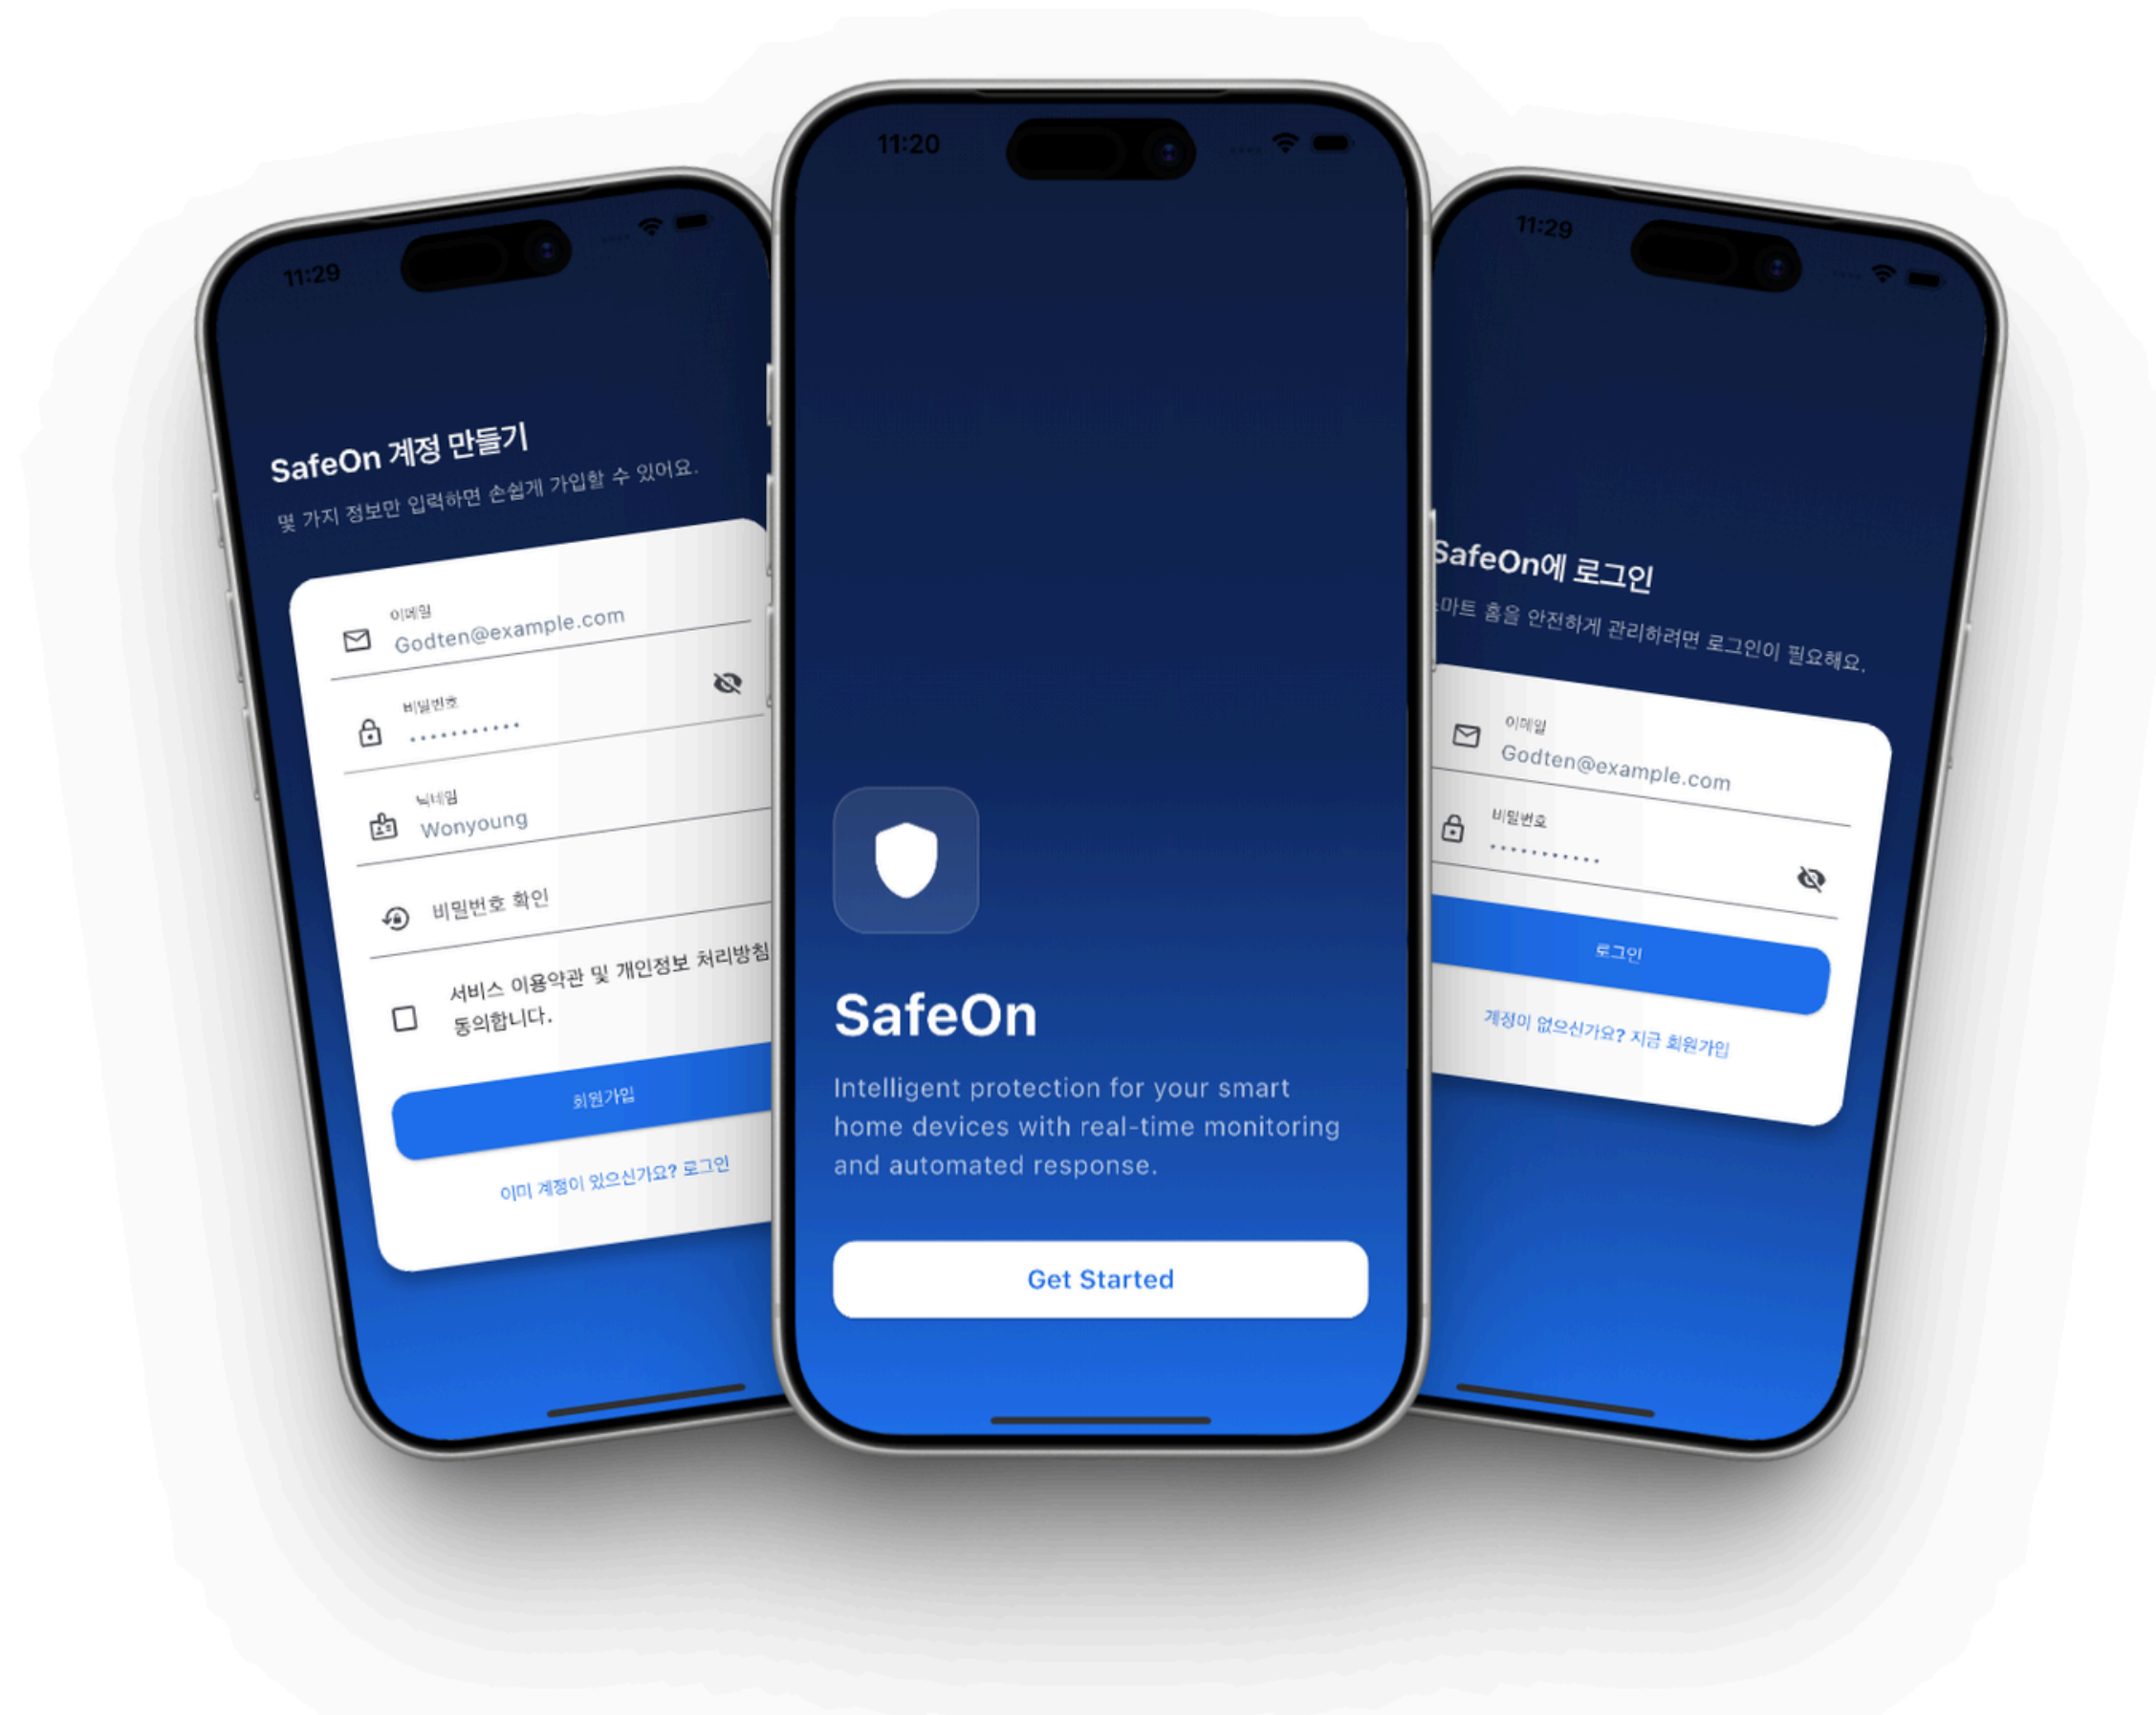 11:29
SafeOn 계정 만들기
몇 가지 정보만 입력하면 손쉽게 가입할 수 있어요.
이메일
Godten@example.com
비밀번호
닉네임
Wonyoung
비밀번호 확인
서비스 이용약관 및 개인정보 처리방침
동의합니다.
회원가입
이미 계정이 있으신가요? 로그인
11:20
SafeOn
Intelligent protection for your smart
home devices with real-time monitoring
and automated response.
Get Started
11:29
SafeOn에 로그인
스마트 홈을 안전하게 관리하려면 로그인이 필요해요.
이메일
Godten@example.com
비밀번호
로그인
계정이 없으신가요? 지금 회원가입